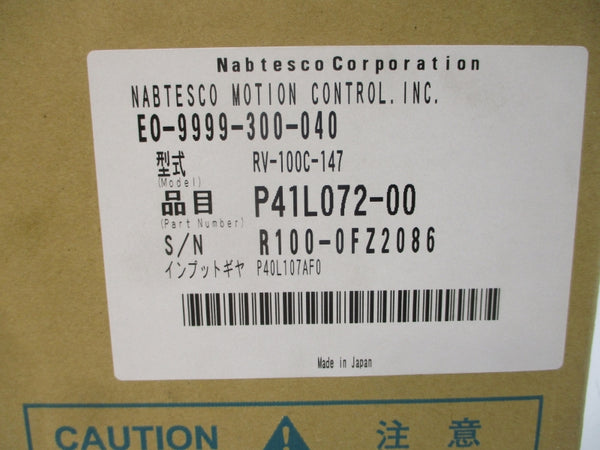 Nabtesco Corporation
NABTESCO MOTION CONTROL.INC.
EO-9999-300-040
型式 RV-100C-147
(Model)
品目 P41L072-00
(Part Number)
S/N R100-0FZ2086
インプットギヤ P40L107AF0
Made in Japan
CAUTION 注意